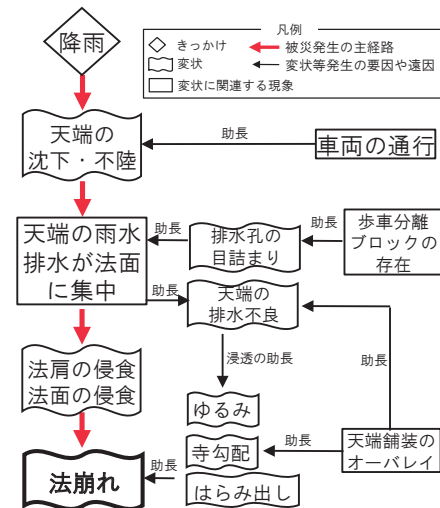 降雨
凡例
きっかけ
被災発生の主経路
変状
変状等発生の要因や遠因
変状に関連する現象
天端の
沈下・不陸
助長
車両の通行
天端の雨水
排水が法面
に集中
助長
排水孔の
目詰まり
助長
歩車分離
ブロックの
存在
助長
天端の
排水不良
法肩の侵食
法面の侵食
浸透の助長
助長
ゆるみ
天端舗装の
オーバレイ
助長
寺勾配
法崩れ
助長
はらみ出し